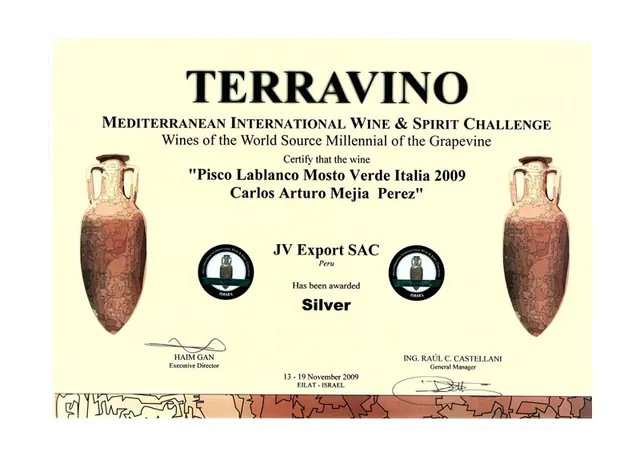 TERRAVINO
MEDITERRANEAN INTERNATIONAL WINE & SPIRIT CHALLENGE
Wines of the World Source Millennial of the Grapevine
Certify that the wine
"Pisco Lablanco Mosto Verde Italia 2009
Carlos Arturo Mejia Perez"
JV Export SAC
Peru
Has been awarded
Silver
HAIM GAN
Executive Director
ING. RAÚL C. CASTELLANI
General Manager
13 - 19 November 2009
EILAT - ISRAEL